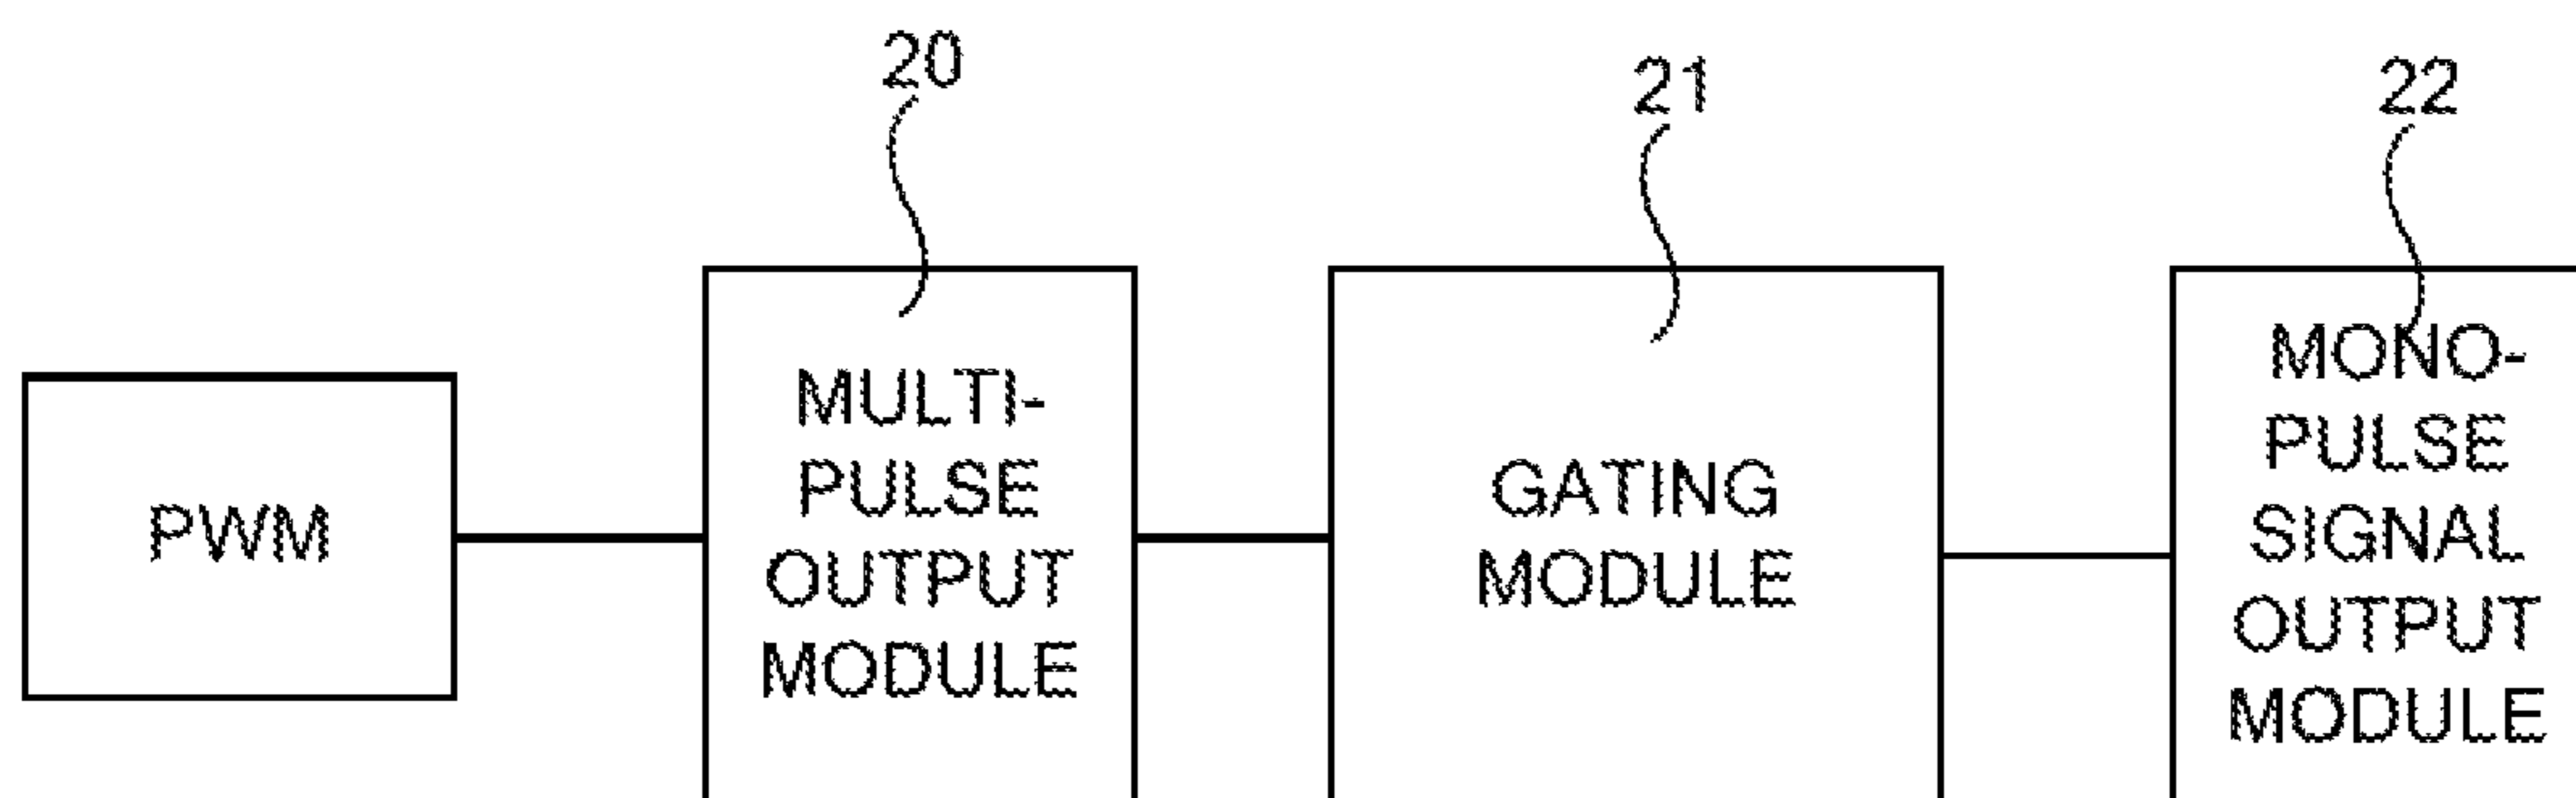 20
21
22
PWM
MULTI-
PULSE
OUTPUT
MODULE
GATING
MODULE
MONO-
PULSE
SIGNAL
OUTPUT
MODULE